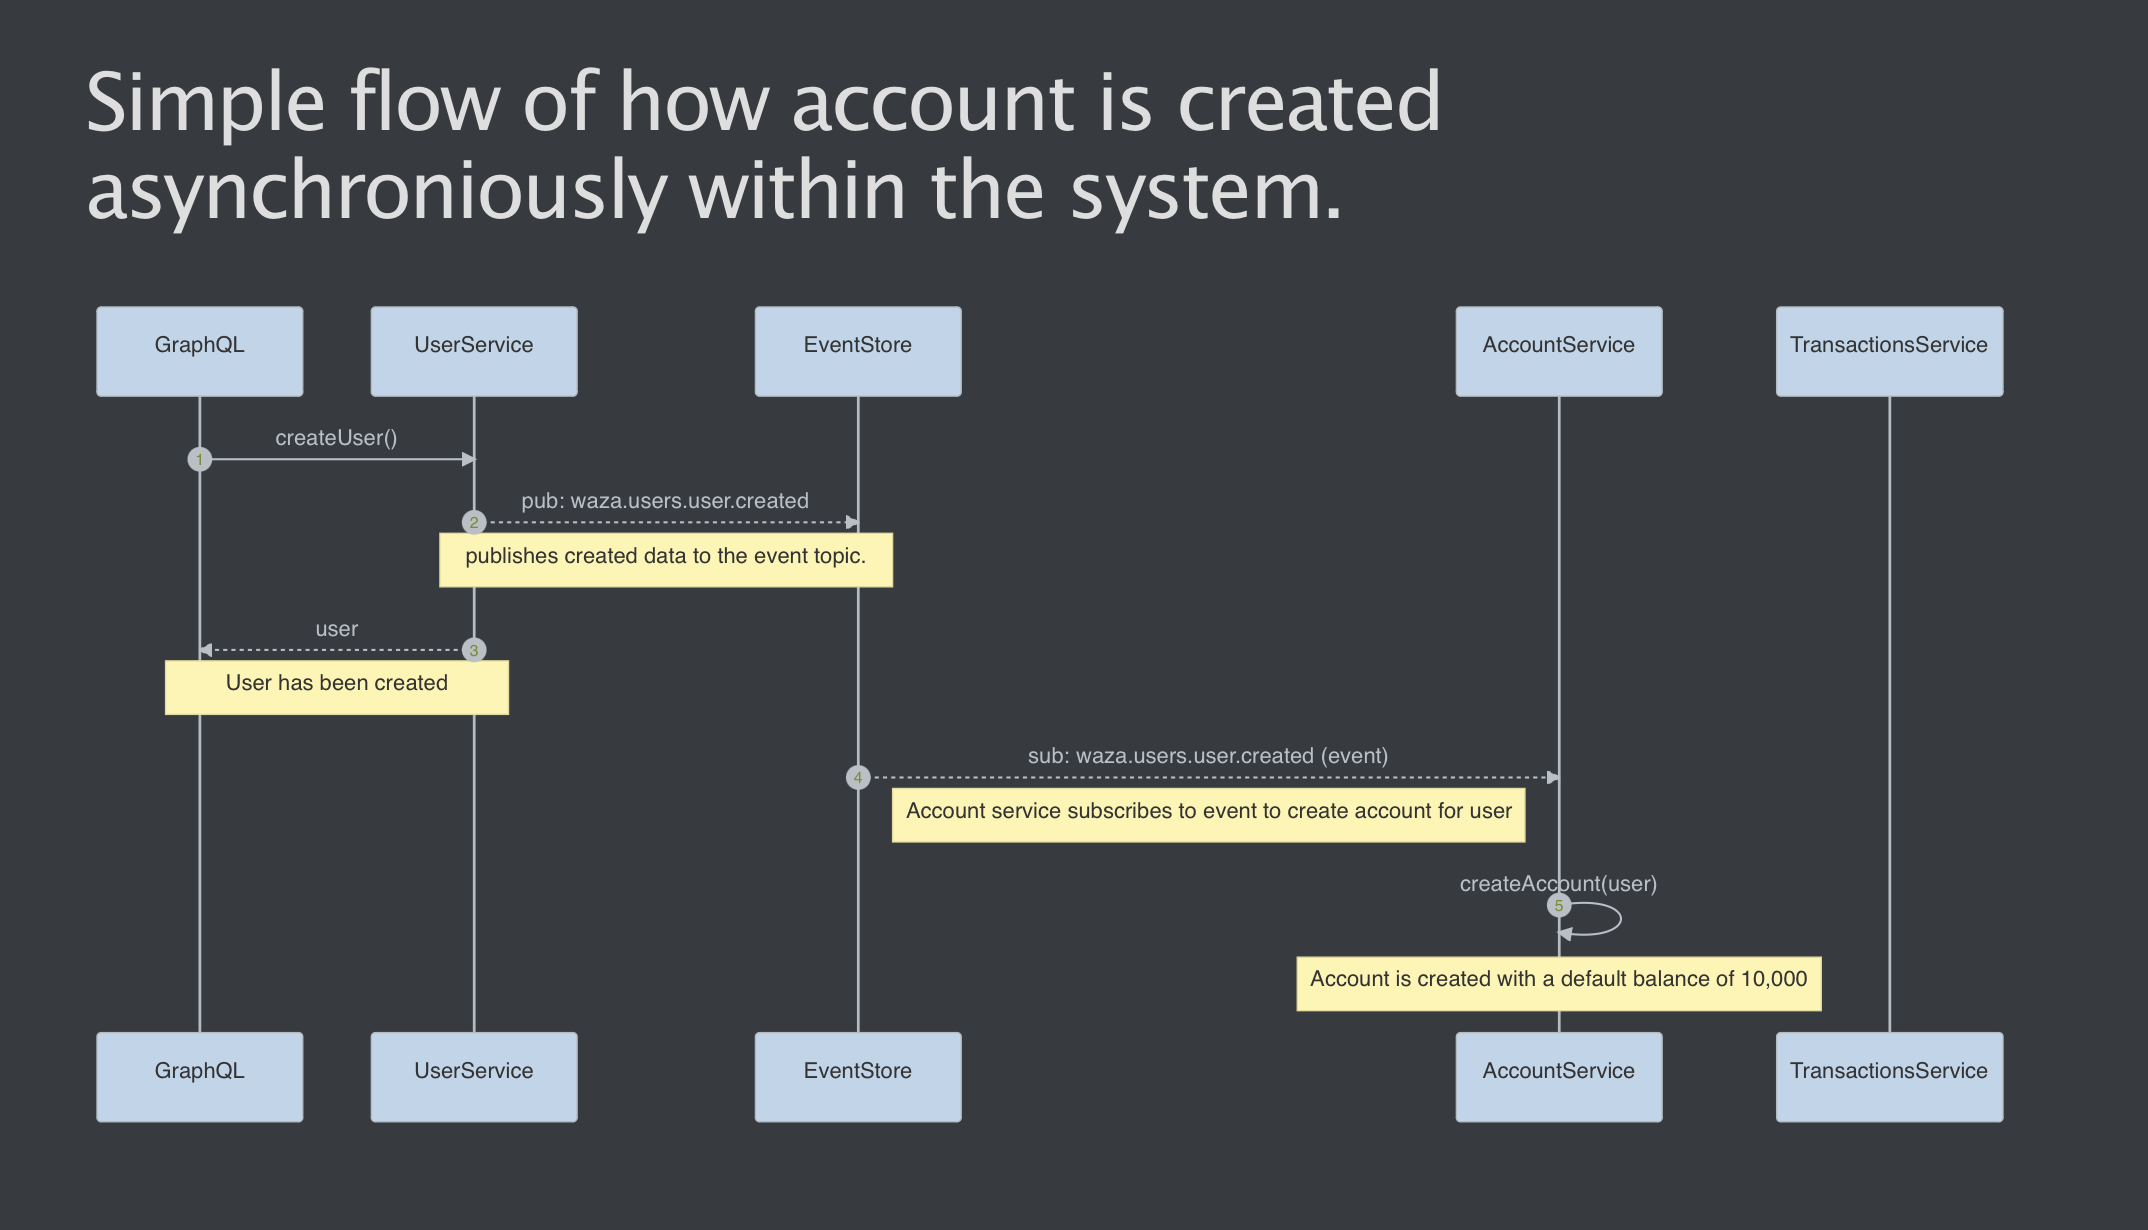 Simple flow of how account is created
asynchroniously within the system.
GraphQL
UserService
EventStore
AccountService
TransactionsService
createUser()
1
pub: waza.users.user.created
2
publishes created data to the event topic.
user
3
User has been created
sub: waza.users.user.created (event)
4
Account service subscribes to event to create account for user
createAccount(user)
5
Account is created with a default balance of 10,000
GraphQL
UserService
EventStore
AccountService
TransactionsService